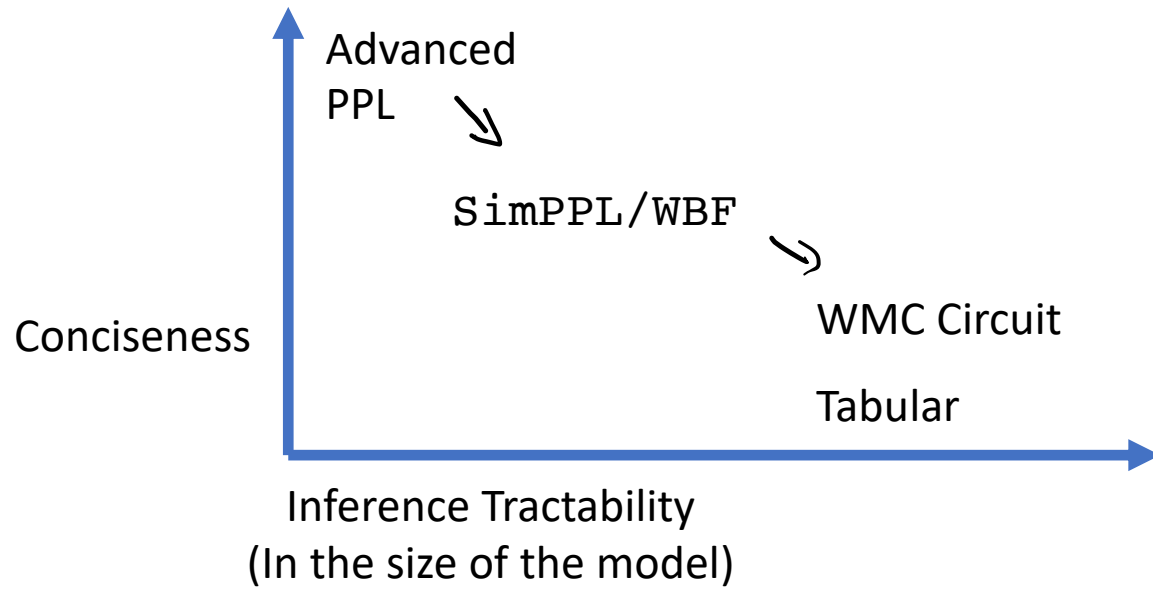 Advanced
PPL
SimPPL/WBF
WMC Circuit
Conciseness
Tabular
Inference Tractability
(In the size of the model)